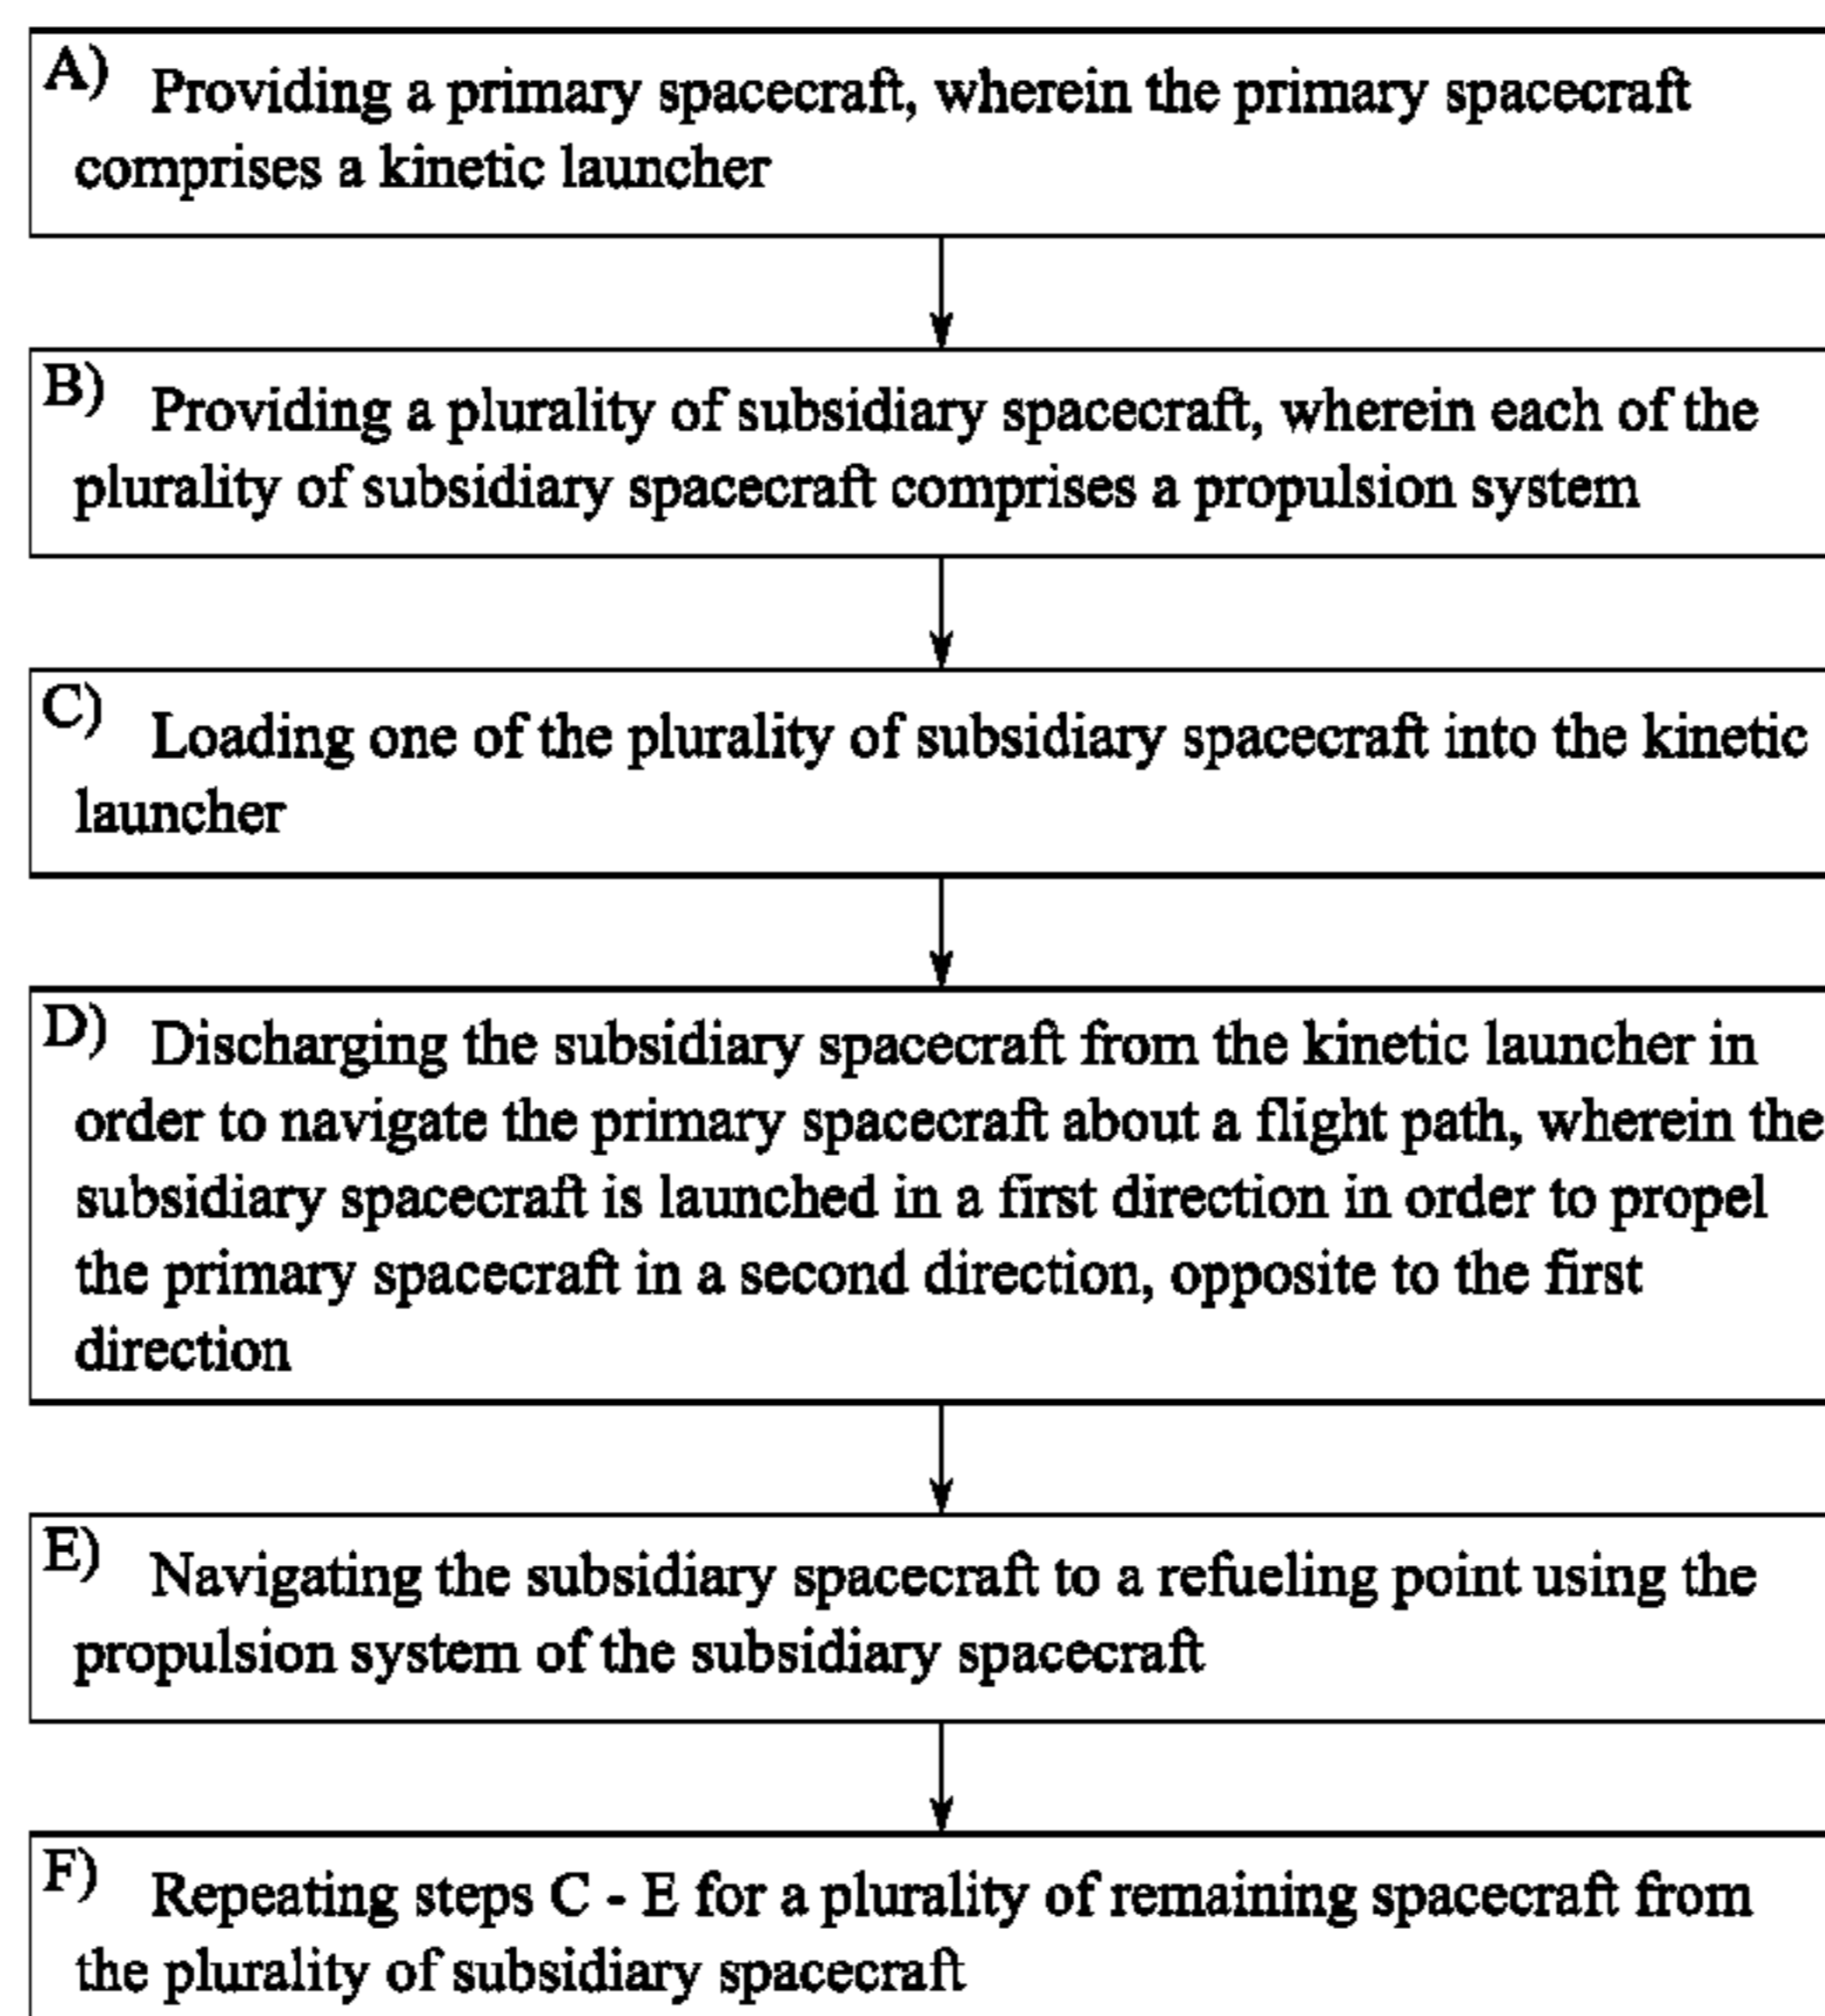 A) Providing a primary spacecraft, wherein the primary spacecraft
comprises a kinetic launcher
B) Providing a plurality of subsidiary spacecraft, wherein each of the
plurality of subsidiary spacecraft comprises a propulsion system
C) Loading one of the plurality of subsidiary spacecraft into the kinetic
launcher
D) Discharging the subsidiary spacecraft from the kinetic launcher in
order to navigate the primary spacecraft about a flight path, wherein the
subsidiary spacecraft is launched in a first direction in order to propel
the primary spacecraft in a second direction, opposite to the first
direction
E) Navigating the subsidiary spacecraft to a refueling point using the
propulsion system of the subsidiary spacecraft
F) Repeating steps C - E for a plurality of remaining spacecraft from
the plurality of subsidiary spacecraft